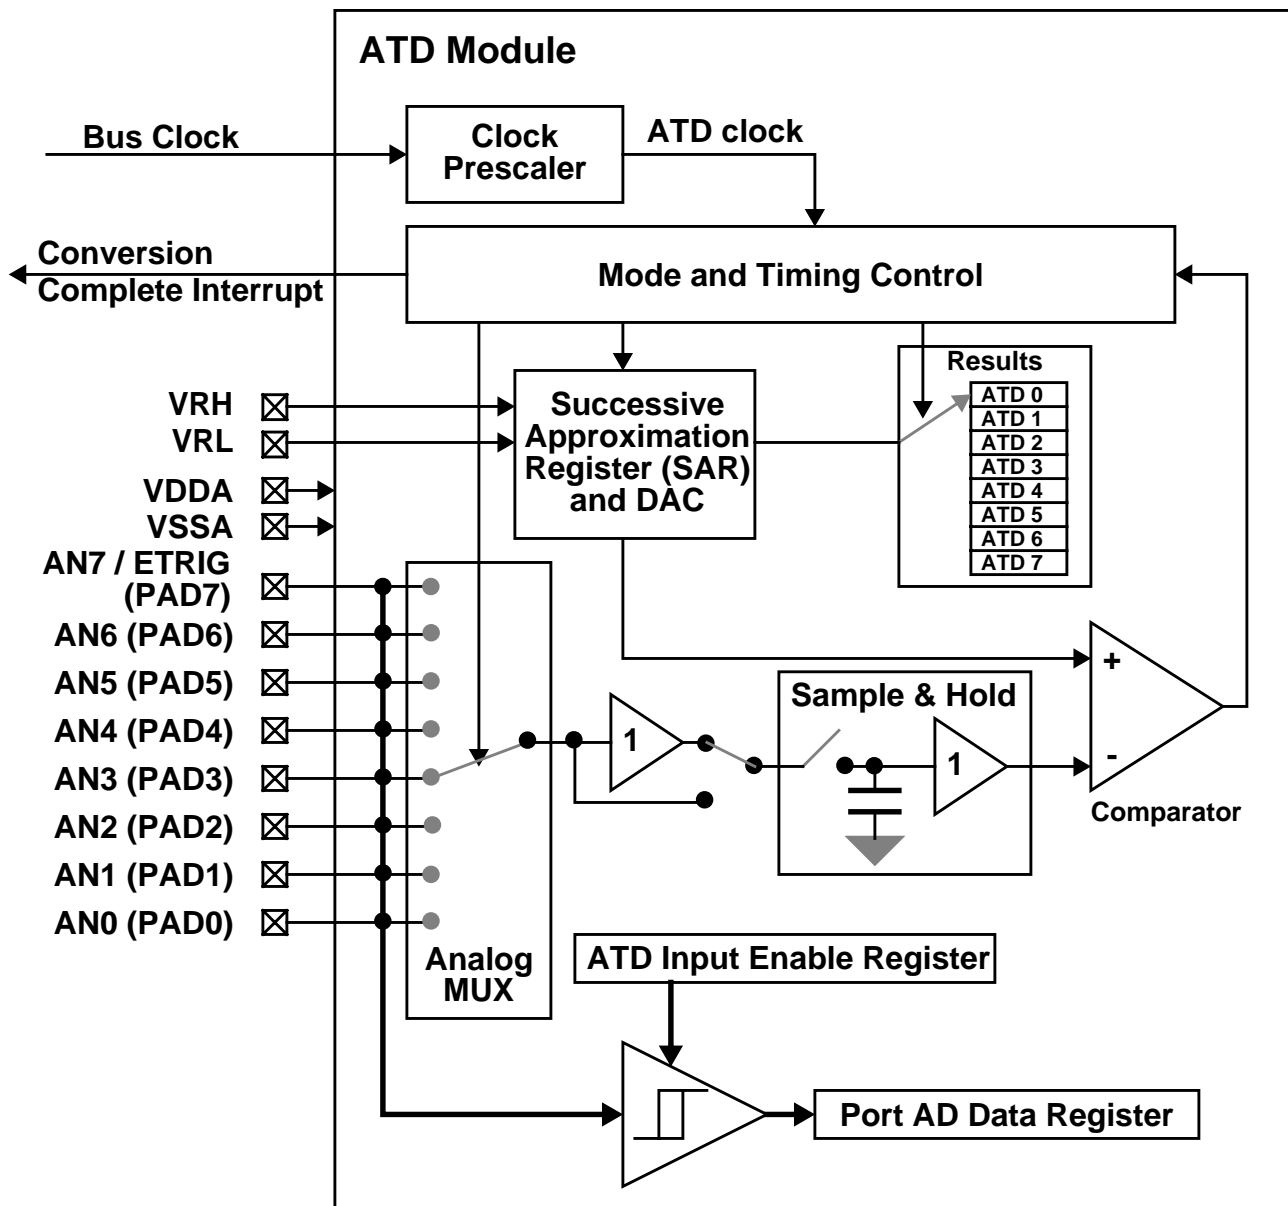 ATD Module
Bus Clock
Clock
Prescaler
ATD clock
Conversion
Complete Interrupt
Mode and Timing Control
Results
ATD 0
ATD 1
ATD 2
ATD 3
ATD 4
ATD 5
ATD 6
ATD 7
VRH
VRL
VDDA
VSSA
Successive
Approximation
Register (SAR)
and DAC
AN7 / ETRIG
(PAD7)
AN6 (PAD6)
AN5 (PAD5)
AN4 (PAD4)
AN3 (PAD3)
AN2 (PAD2)
AN1 (PAD1)
AN0 (PAD0)
Analog
MUX
1
Sample & Hold
1
+
-
Comparator
ATD Input Enable Register
Port AD Data Register